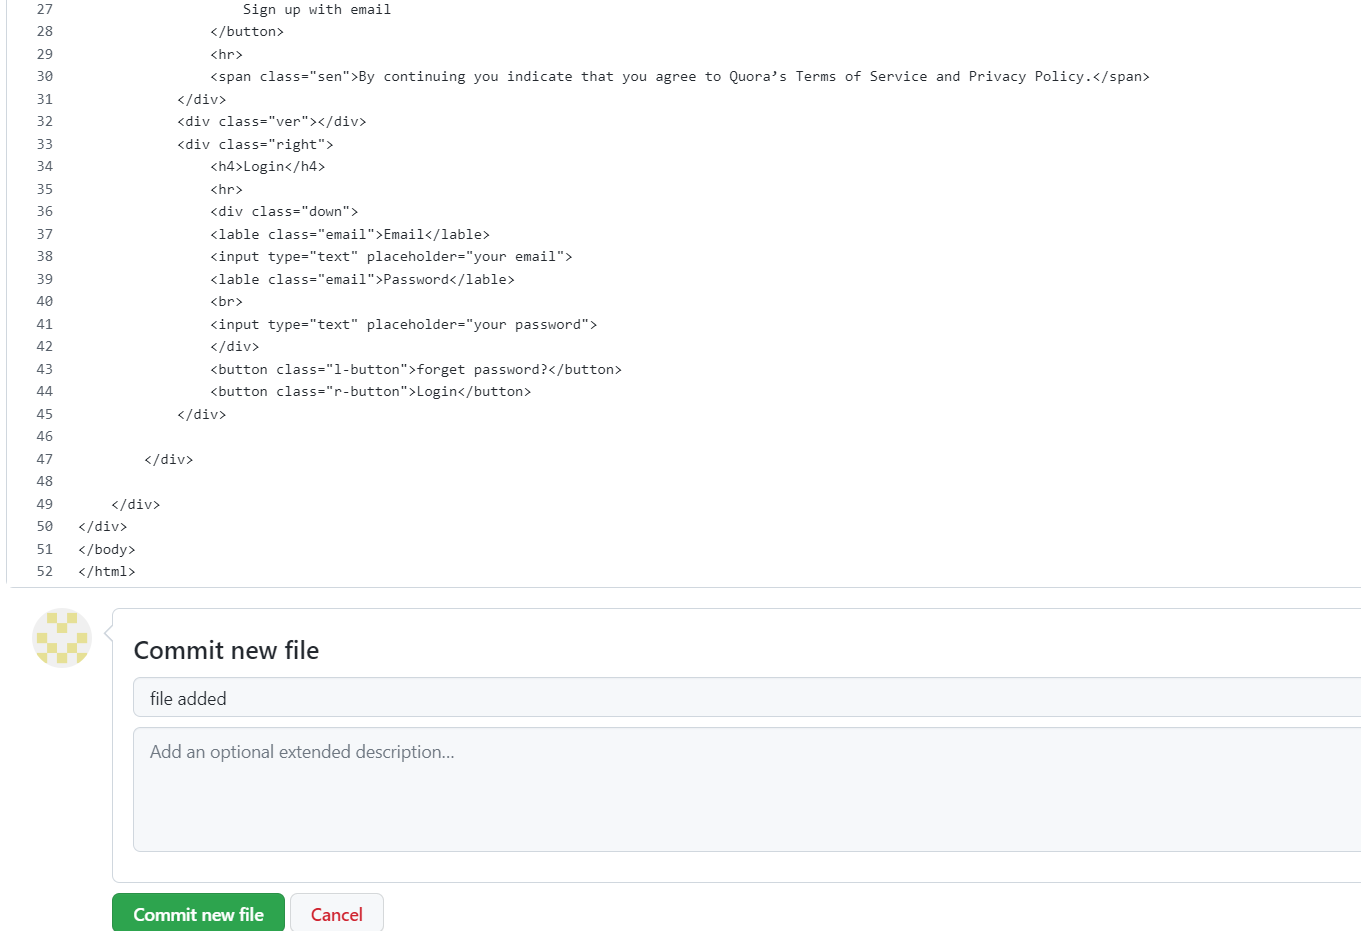 27 Sign up with email
28 </button>
29 <hr>
30 <span class="sen">By continuing you indicate that you agree to Quora’s Terms of Service and Privacy Policy.</span>
31 </div>
32 <div class="ver"></div>
33 <div class="right">
34 <h4>Login</h4>
35 <hr>
36 <div class="down">
37 <lable class="email">Email</lable>
38 <input type="text" placeholder="your email">
39 <lable class="email">Password</lable>
40 <br>
41 <input type="text" placeholder="your password">
42 </div>
43 <button class="l-button">forget password?</button>
44 <button class="r-button">Login</button>
45 </div>
46
47 </div>
48
49 </div>
50 </div>
51 </body>
52 </html>
Commit new file
file added
Add an optional extended description...
Commit new file Cancel